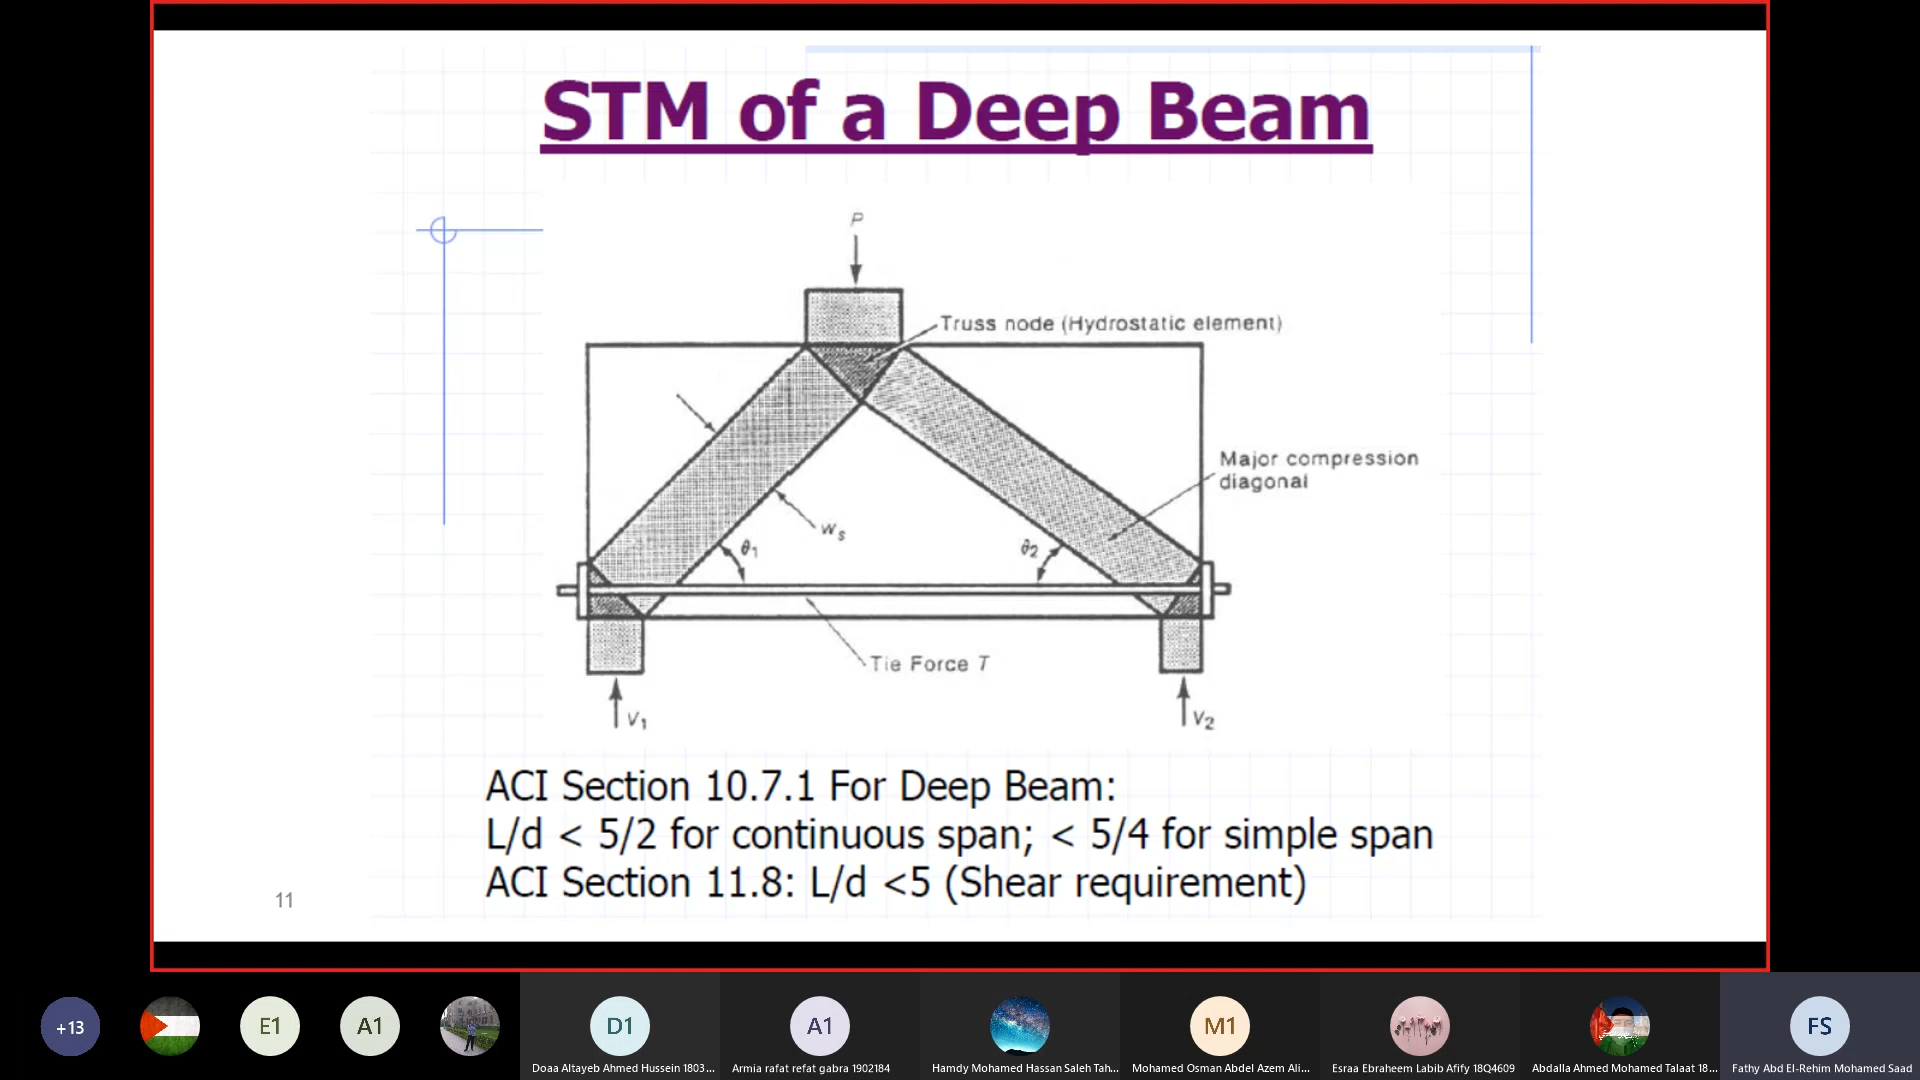 STM of a Deep Beam
P
Truss node (Hydrostatic element)
Major compression
diagonal
ws
θ1
θ2
Tie Force T
V1
V2
ACI Section 10.7.1 For Deep Beam:
L/d < 5/2 for continuous span; < 5/4 for simple span
ACI Section 11.8: L/d <5 (Shear requirement)
11
+13
E1
A1
D1
A1
M1
FS
Doaa Altayeb Ahmed Hussein 1803...
Armia rafat refat gabra 1902184
Hamdy Mohamed Hassan Saleh Tah...
Mohamed Osman Abdel Azem Ali...
Esraa Ebraheem Labib Afify 18Q4609
Abdalla Ahmed Mohamed Talaat 18...
Fathy Abd El-Rehim Mohamed Saad